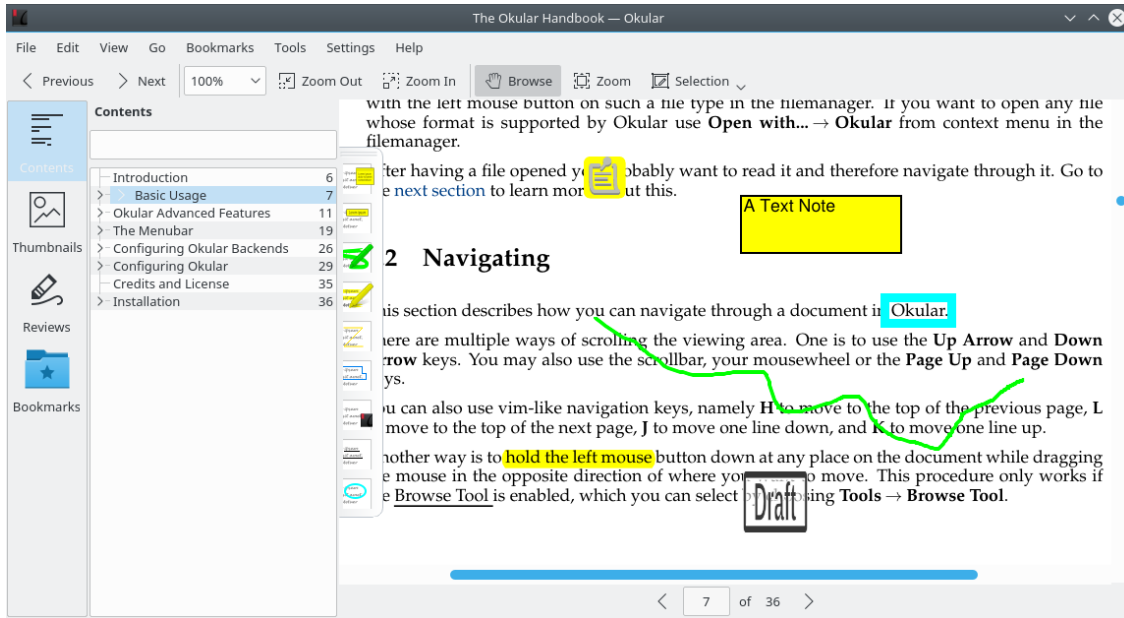 The Okular Handbook — Okular
File Edit View Go Bookmarks Tools Settings Help
Previous Next 100% Zoom Out Zoom In Browse Zoom Selection
Contents
Thumbnails
Reviews
Bookmarks
Contents
Introduction 6
Basic Usage 7
Okular Advanced Features 11
The Menubar 19
Configuring Okular Backends 26
Configuring Okular 29
Credits and License 35
Installation 36
with the left mouse button on such a file type in the filemanager. If you want to open any file
whose format is supported by Okular use Open with... → Okular from context menu in the
filemanager.
fter having a file opened obably want to read it and therefore navigate through it. Go to
next section to learn ut this.
A Text Note
2 Navigating
his section describes how you can navigate through a document in Okular.
here are multiple ways of scrolling the viewing area. One is to use the Up Arrow and Down
rrow keys. You may also use the scrollbar, your mousewheel or the Page Up and Page Down
ys.
ou can also use vim-like navigation keys, namely H to move to the top of the previous page, L
move to the top of the next page, J to move one line down, and K to move one line up.
nother way is to hold the left mouse button down at any place on the document while dragging
e mouse in the opposite direction of where you to move. This procedure only works if
e Browse Tool is enabled, which you can select by choosing Tools → Browse Tool.
Draft
7 of 36